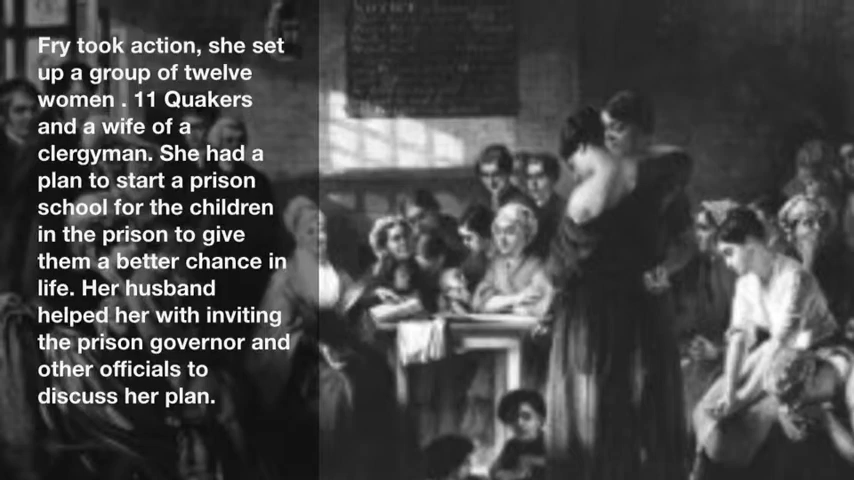 Fry took action, she set
up a group of twelve
women . 11 Quakers
and a wife of a
clergyman. She had a
plan to start a prison
school for the children
in the prison to give
them a better chance in
life. Her husband
helped her with inviting
the prison governor and
other officials to
discuss her plan.